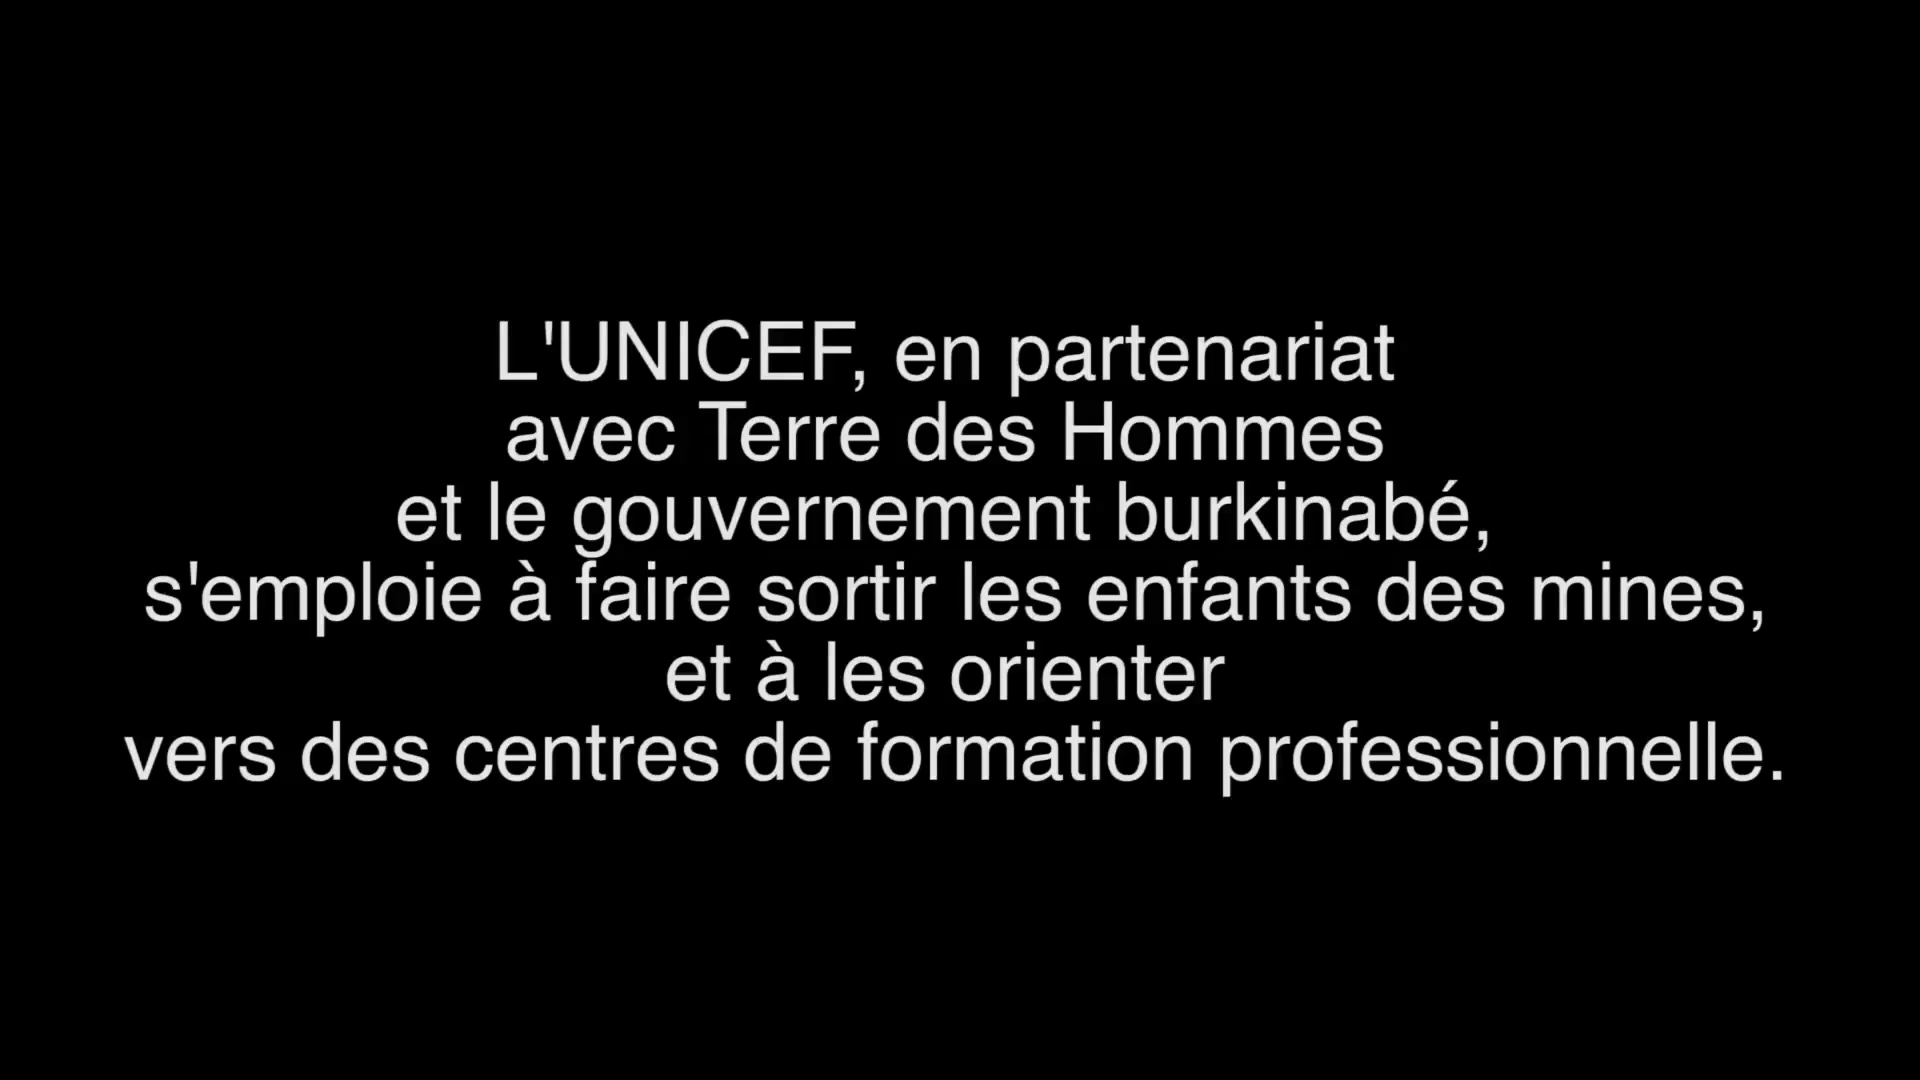 L'UNICEF, en partenariat
avec Terre des Hommes
et le gouvernement burkinabé,
s'emploie à faire sortir les enfants des mines,
et à les orienter
vers des centres de formation professionnelle.